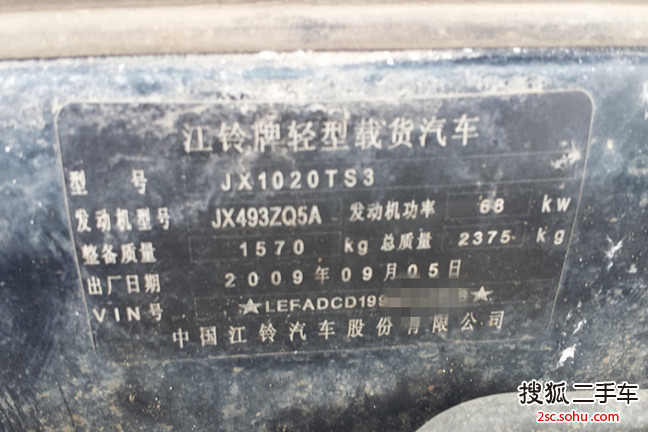 江铃牌轻型载货汽车
型 号 JX1020TS3
发动机型号 JX493ZQ5A 发动机功率 68 kw
整备质量 1570 kg 总质量 2375 kg
出厂日期 2009年09月05日
VIN号 ★LEFADCD199 ★
中国江铃汽车股份有限公司
搜狐二手车
2sc.sohu.com